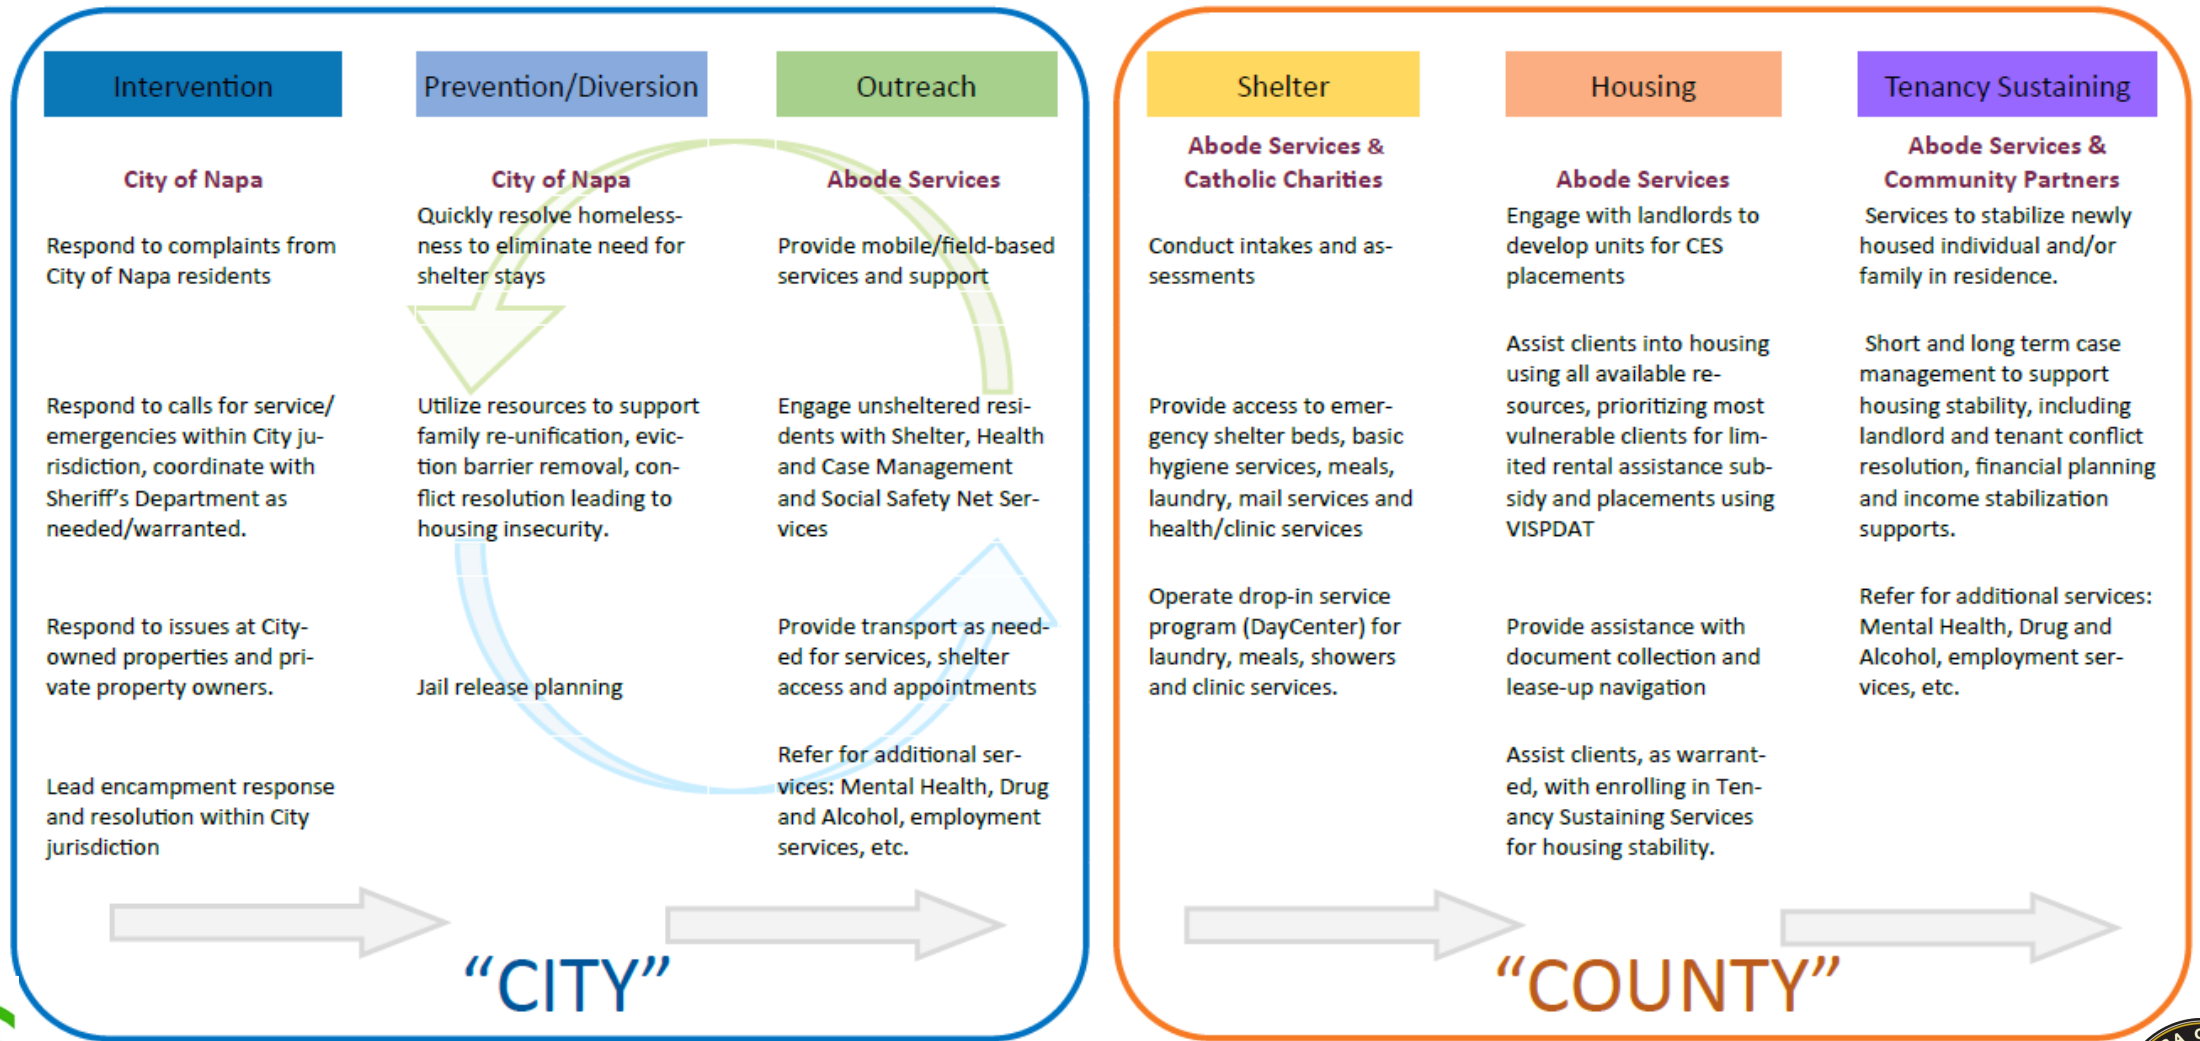 Intervention
City of Napa
Respond to complaints from
City of Napa residents
Respond to calls for service/
emergencies within City ju-
risdiction, coordinate with
Sheriff's Department as
needed/warranted.
Respond to issues at City-
owned properties and pri-
vate property owners.
Lead encampment response
and resolution within City
jurisdiction
Prevention/Diversion
City of Napa
Quickly resolve homeless-
ness to eliminate need for
shelter stays
Utilize resources to support
family re-unification, evic-
tion barrier removal, con-
flict resolution leading to
housing insecurity.
Jail release planning
Outreach
Abode Services
Provide mobile/field-based
services and support
Engage unsheltered resi-
dents with Shelter, Health
and Case Management
and Social Safety Net Ser-
vices
Provide transport as need-
ed for services, shelter
access and appointments
Refer for additional ser-
vices: Mental Health, Drug
and Alcohol, employment
services, etc.
"CITY"
Shelter
Abode Services &
Catholic Charities
Conduct intakes and as-
sessments
Provide access to emer-
gency shelter beds, basic
hygiene services, meals,
laundry, mail services and
health/clinic services
Operate drop-in service
program (DayCenter) for
laundry, meals, showers
and clinic services.
Housing
Abode Services
Engage with landlords to
develop units for CES
placements
Assist clients into housing
using all available re-
sources, prioritizing most
vulnerable clients for lim-
ited rental assistance sub-
sidy and placements using
VISPDAT
Provide assistance with
document collection and
lease-up navigation
Assist clients, as warrant-
ed, with enrolling in Ten-
ancy Sustaining Services
for housing stability.
Tenancy Sustaining
Abode Services &
Community Partners
Services to stabilize newly
housed individual and/or
family in residence.
Short and long term case
management to support
housing stability, including
landlord and tenant conflict
resolution, financial planning
and income stabilization
supports.
Refer for additional services:
Mental Health, Drug and
Alcohol, employment ser-
vices, etc.
"COUNTY"